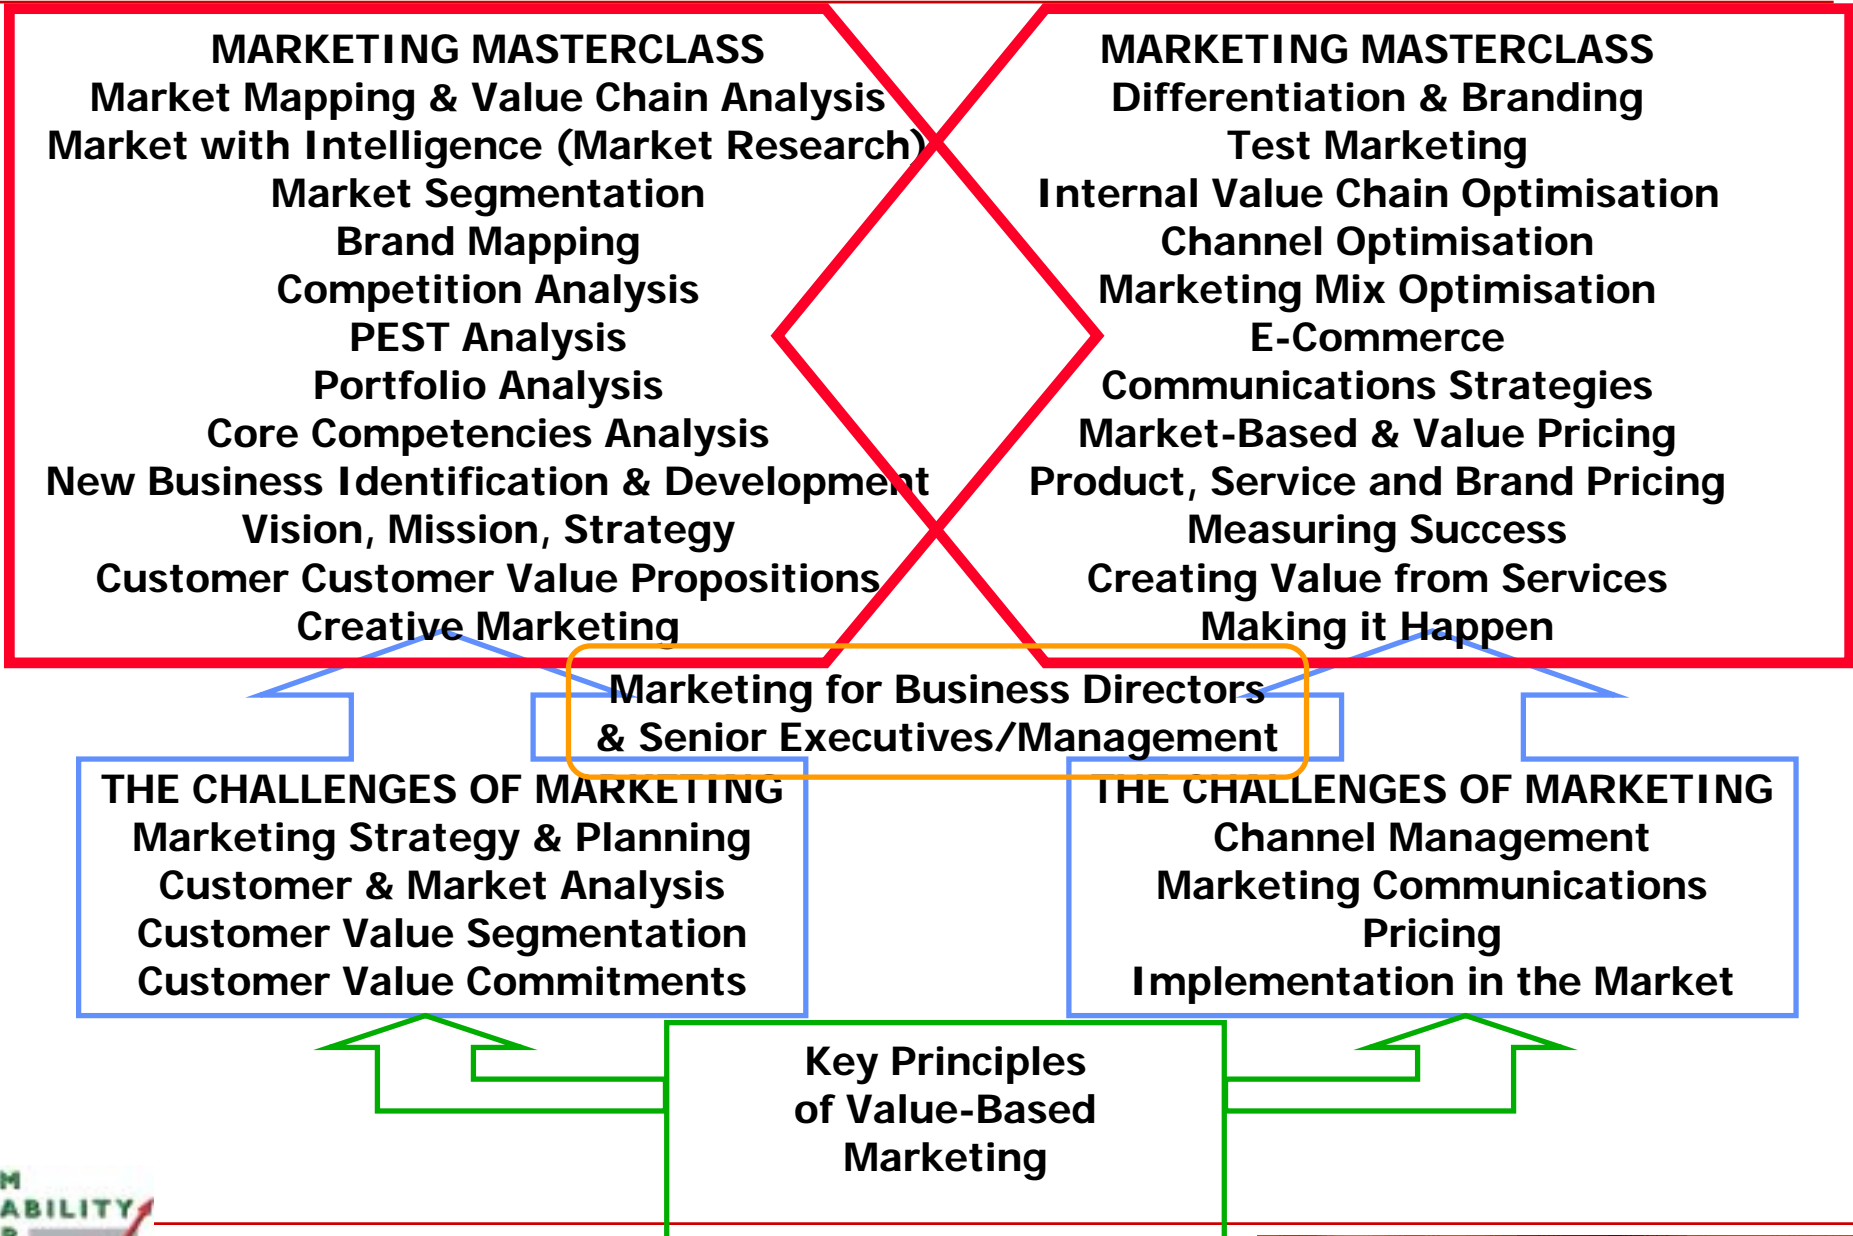 MARKETING MASTERCLASS
Market Mapping & Value Chain Analysis
Market with Intelligence (Market Research)
Market Segmentation
Brand Mapping
Competition Analysis
PEST Analysis
Portfolio Analysis
Core Competencies Analysis
New Business Identification & Development
Vision, Mission, Strategy
Customer Customer Value Propositions
Creative Marketing
MARKETING MASTERCLASS
Differentiation & Branding
Test Marketing
Internal Value Chain Optimisation
Channel Optimisation
Marketing Mix Optimisation
E-Commerce
Communications Strategies
Market-Based & Value Pricing
Product, Service and Brand Pricing
Measuring Success
Creating Value from Services
Making it Happen
Marketing for Business Directors
& Senior Executives/Management
THE CHALLENGES OF MARKETING
Marketing Strategy & Planning
Customer & Market Analysis
Customer Value Segmentation
Customer Value Commitments
THE CHALLENGES OF MARKETING
Channel Management
Marketing Communications
Pricing
Implementation in the Market
Key Principles
of Value-Based
Marketing
M
ABILITY